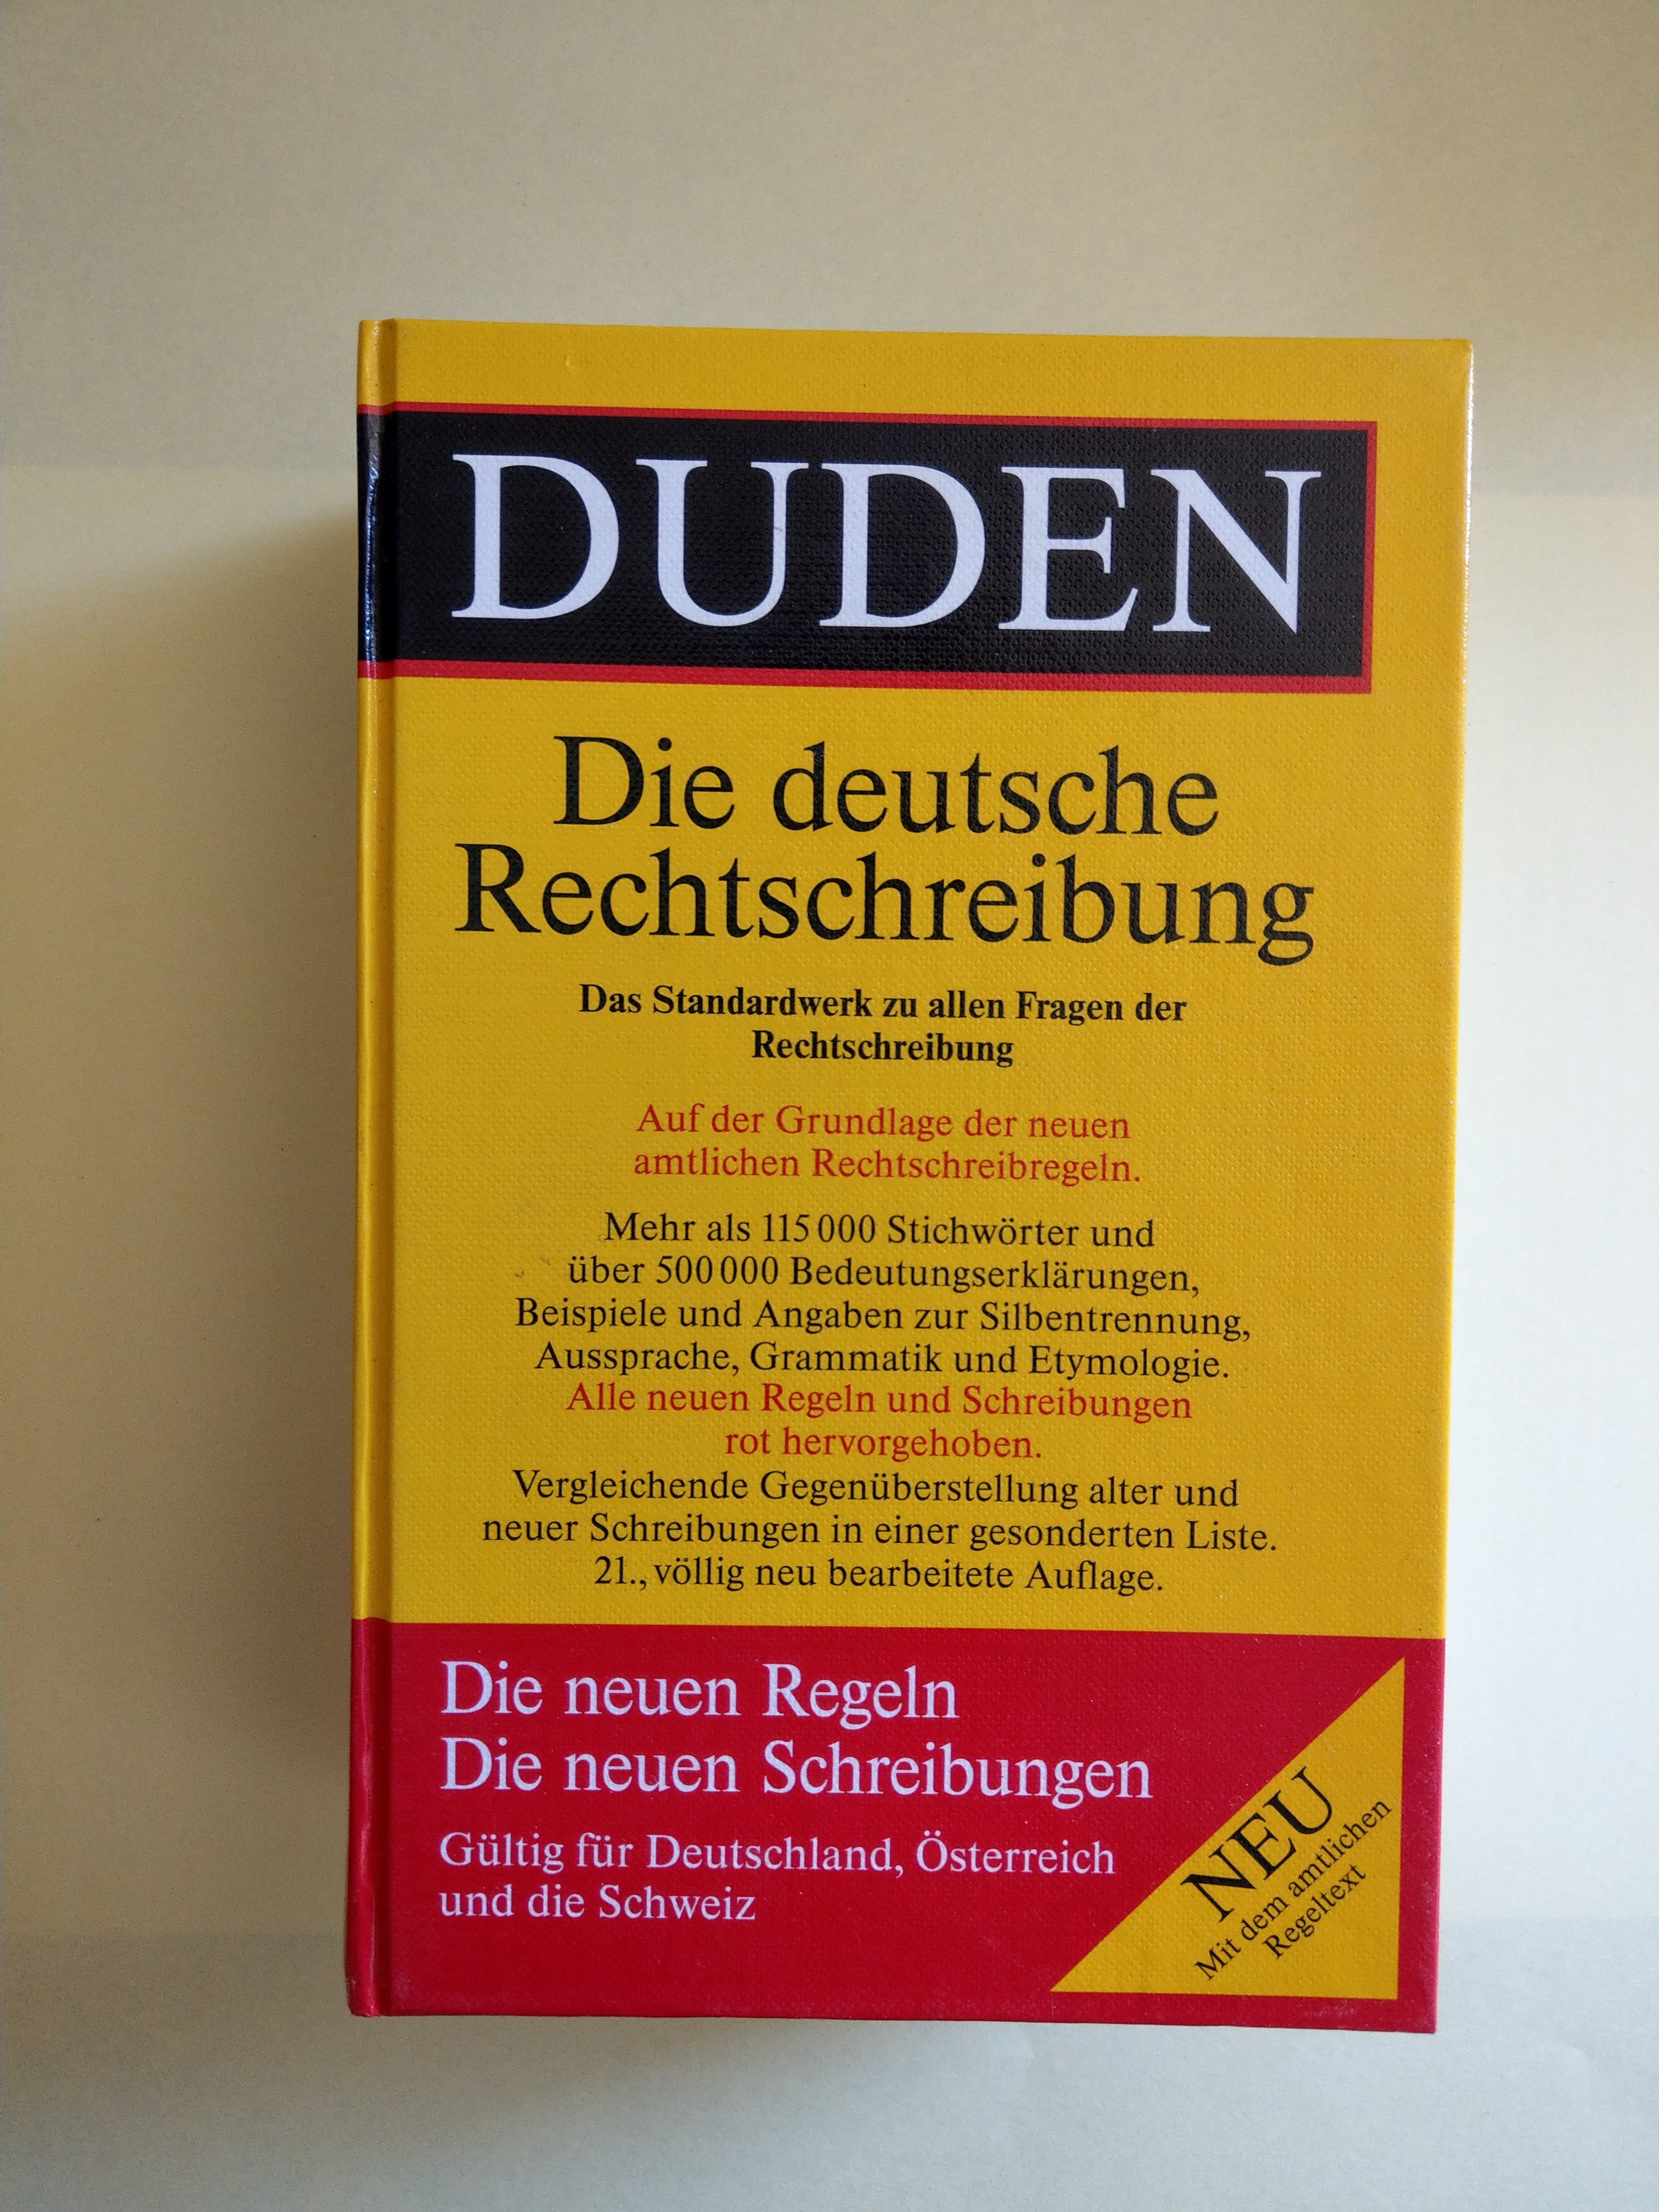 DUDEN
Die deutsche
Rechtschreibung
Das Standardwerk zu allen Fragen der
Rechtschreibung
Auf der Grundlage der neuen
amtlichen Rechtschreibregeln.
Mehr als 115 000 Stichwörter und
über 500 000 Bedeutungserklärungen,
Beispiele und Angaben zur Silbentrennung,
Aussprache, Grammatik und Etymologie.
Alle neuen Regeln und Schreibungen
rot hervorgehoben.
Vergleichende Gegenüberstellung alter und
neuer Schreibungen in einer gesonderten Liste.
21., völlig neu bearbeitete Auflage.
Die neuen Regeln
Die neuen Schreibungen
Gültig für Deutschland, Österreich
und die Schweiz
NEU
Mit dem amtlichen
Regeltext